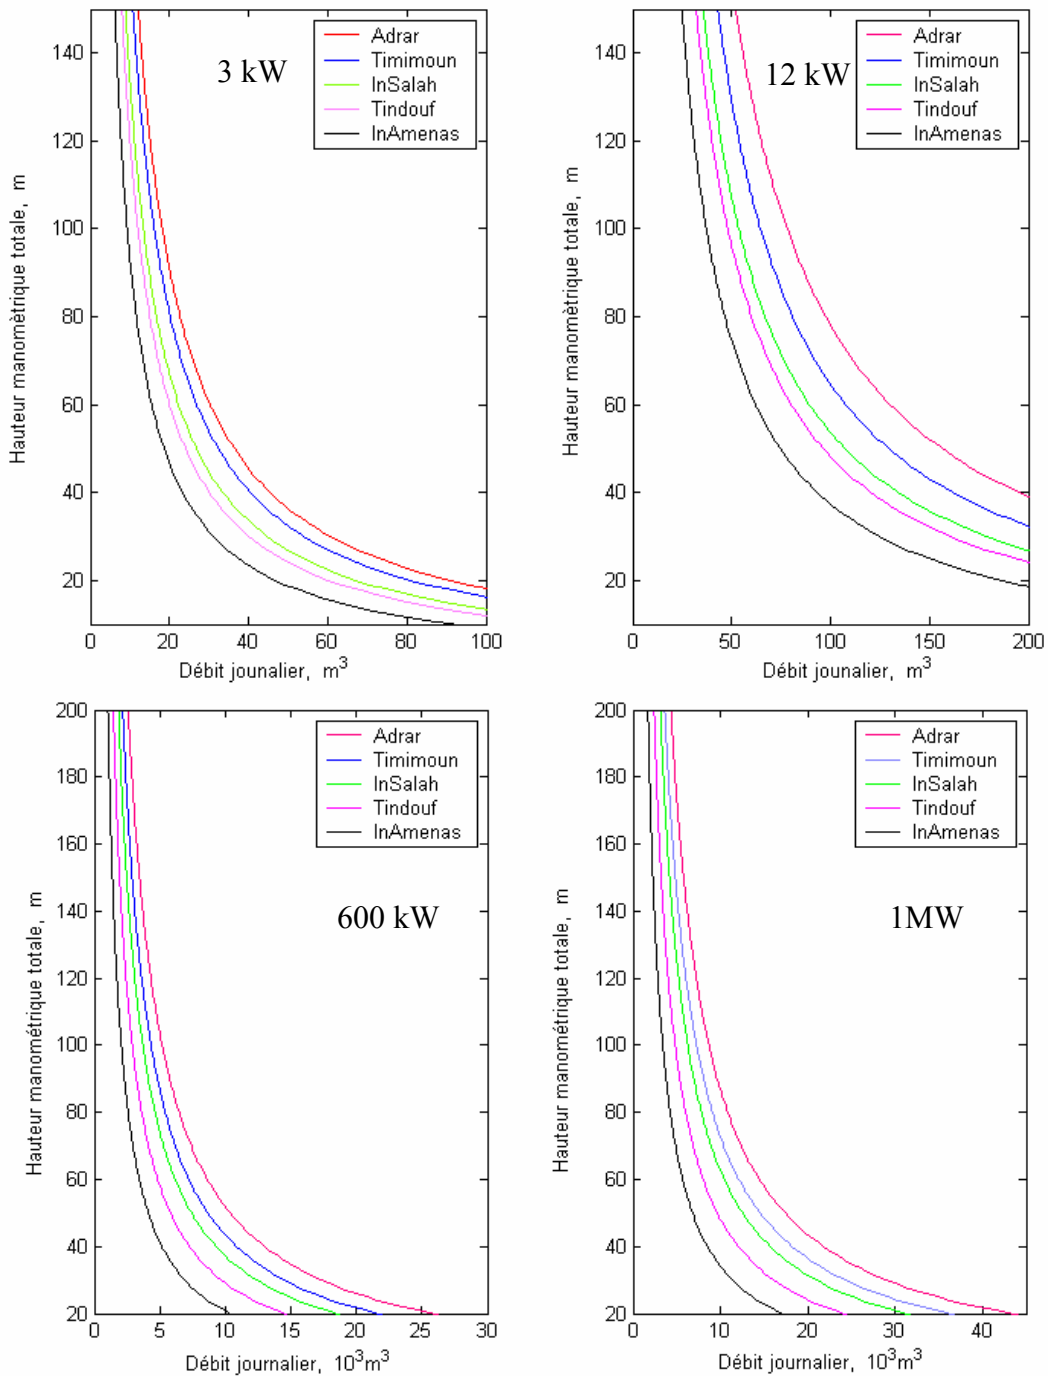 3 kW
Adrar
Timimoun
InSalah
Tindouf
InAmenas
140
120
100
80
60
40
20
0
20
40
60
80
100
Hauteur manomètrique totale, m
Débit jounalier, m³
12 kW
Adrar
Timimoun
InSalah
Tindouf
InAmenas
140
120
100
80
60
40
20
0
50
100
150
200
Hauteur manomètrique totale, m
Débit jounalier, m³
600 kW
Adrar
Timimoun
InSalah
Tindouf
InAmenas
200
180
160
140
120
100
80
60
40
20
0
5
10
15
20
25
30
Hauteur manométrique totale, m
Débit journalier, 10³m³
1MW
Adrar
Timimoun
InSalah
Tindouf
InAmenas
200
180
160
140
120
100
80
60
40
20
0
10
20
30
40
Hauteur manométrique totale, m
Débit journalier, 10³m³